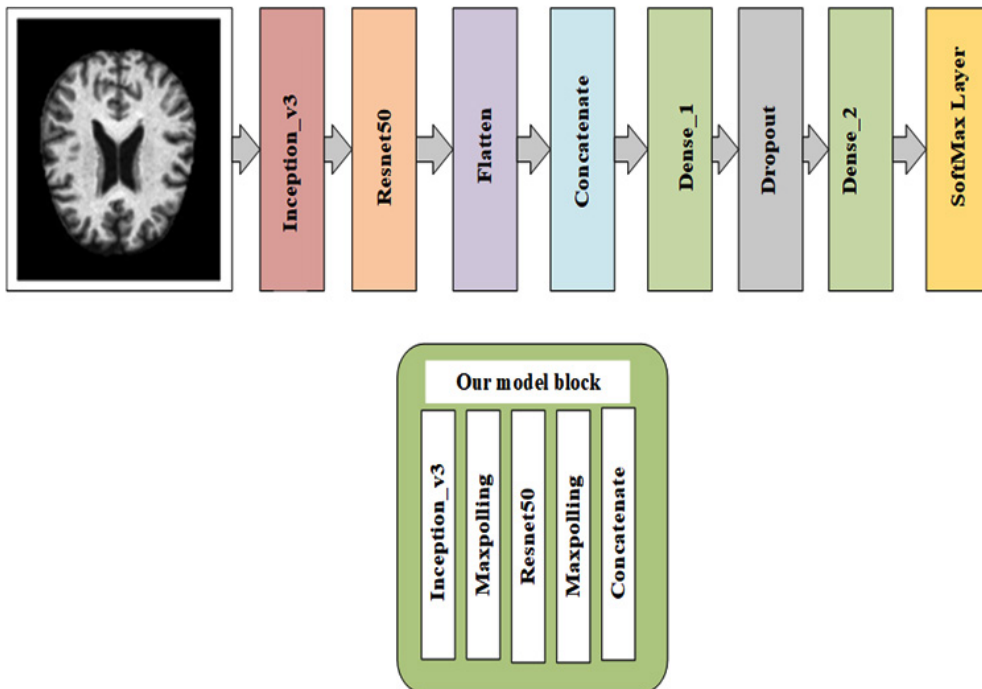 Inception_v3
Resnet50
Flatten
Concatenate
Dense_1
Dropout
Dense_2
SoftMax Layer
Our model block
Inception_v3
Maxpolling
Resnet50
Maxpolling
Concatenate